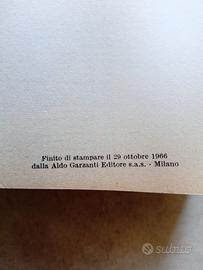 Finito di stampare il 29 ottobre 1966
dalla Aldo Garzanti Editore s.a.s. - Milano
subito